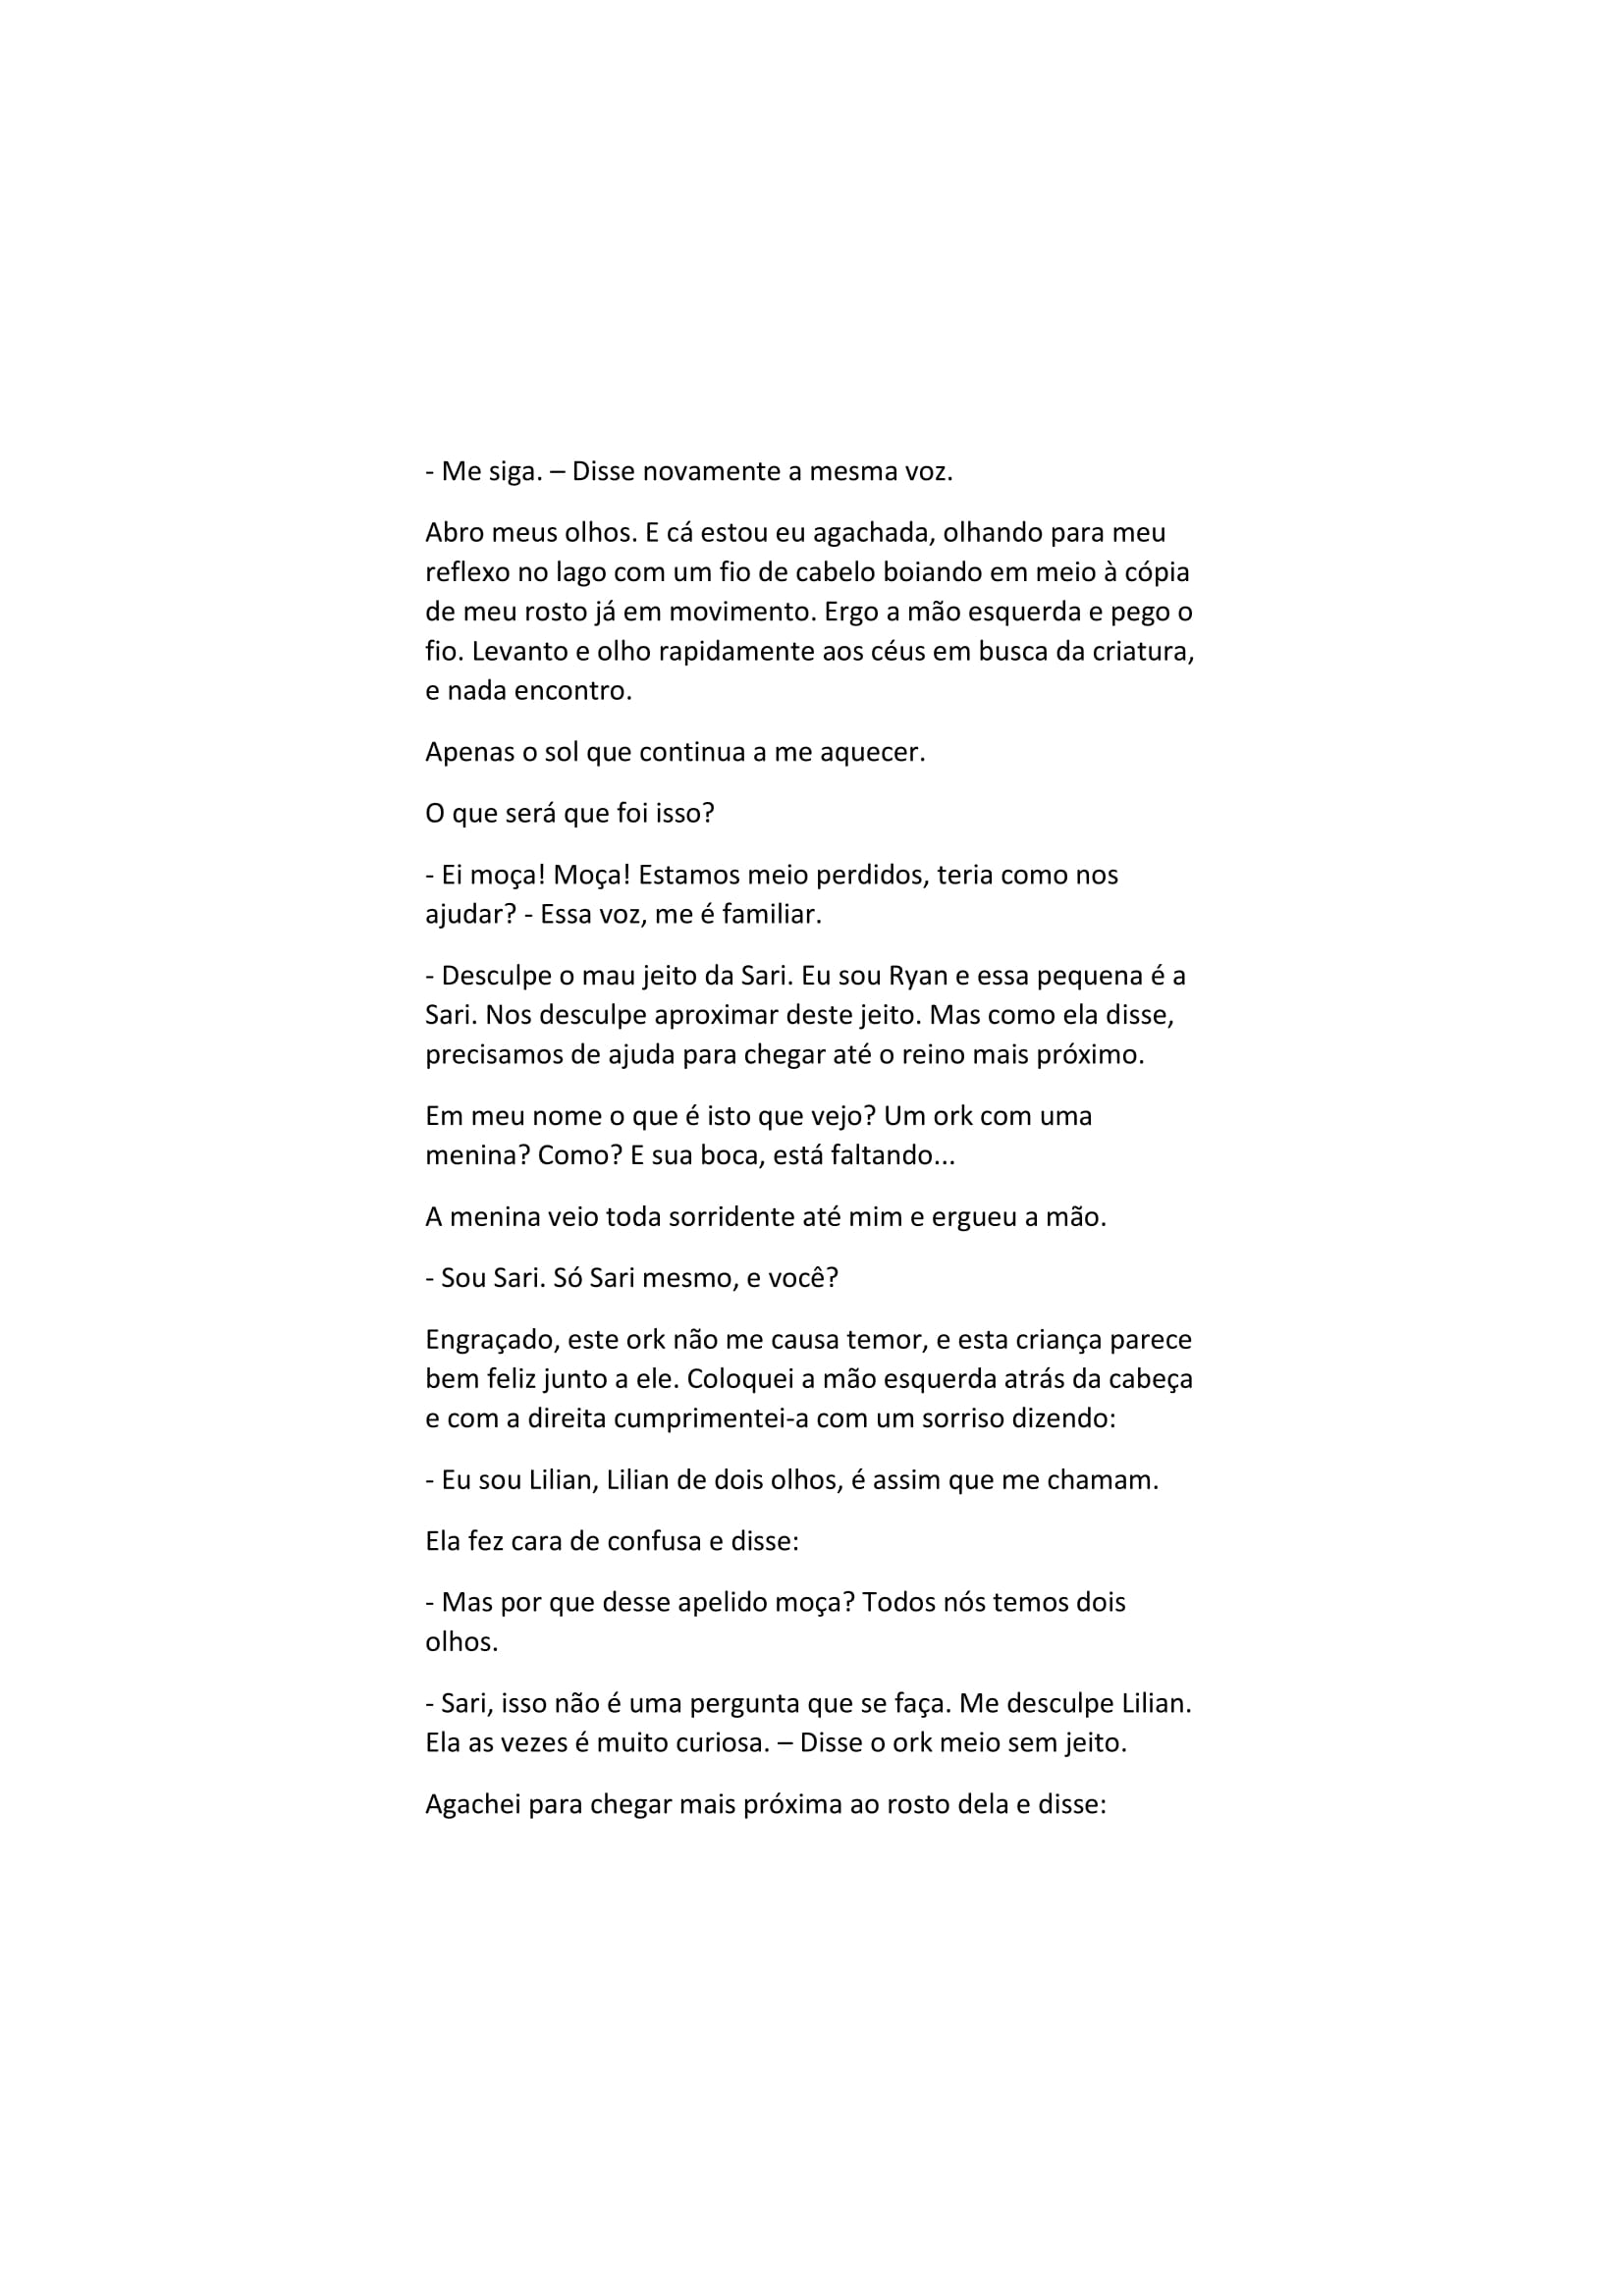 - Me siga. – Disse novamente a mesma voz.
Abro meus olhos. E cá estou eu agachada, olhando para meu
reflexo no lago com um fio de cabelo boiando em meio à cópia
de meu rosto já em movimento. Ergo a mão esquerda e pego o
fio. Levanto e olho rapidamente aos céus em busca da criatura,
e nada encontro.
Apenas o sol que continua a me aquecer.
O que será que foi isso?
- Ei moça! Moça! Estamos meio perdidos, teria como nos
ajudar? - Essa voz, me é familiar.
- Desculpe o mau jeito da Sari. Eu sou Ryan e essa pequena é a
Sari. Nos desculpe aproximar deste jeito. Mas como ela disse,
precisamos de ajuda para chegar até o reino mais próximo.
Em meu nome o que é isto que vejo? Um ork com uma
menina? Como? E sua boca, está faltando...
A menina veio toda sorridente até mim e ergueu a mão.
- Sou Sari. Só Sari mesmo, e você?
Engraçado, este ork não me causa temor, e esta criança parece
bem feliz junto a ele. Coloquei a mão esquerda atrás da cabeça
e com a direita cumprimentei-a com um sorriso dizendo:
- Eu sou Lilian, Lilian de dois olhos, é assim que me chamam.
Ela fez cara de confusa e disse:
- Mas por que desse apelido moça? Todos nós temos dois
olhos.
- Sari, isso não é uma pergunta que se faça. Me desculpe Lilian.
Ela as vezes é muito curiosa. – Disse o ork meio sem jeito.
Agachei para chegar mais próxima ao rosto dela e disse: